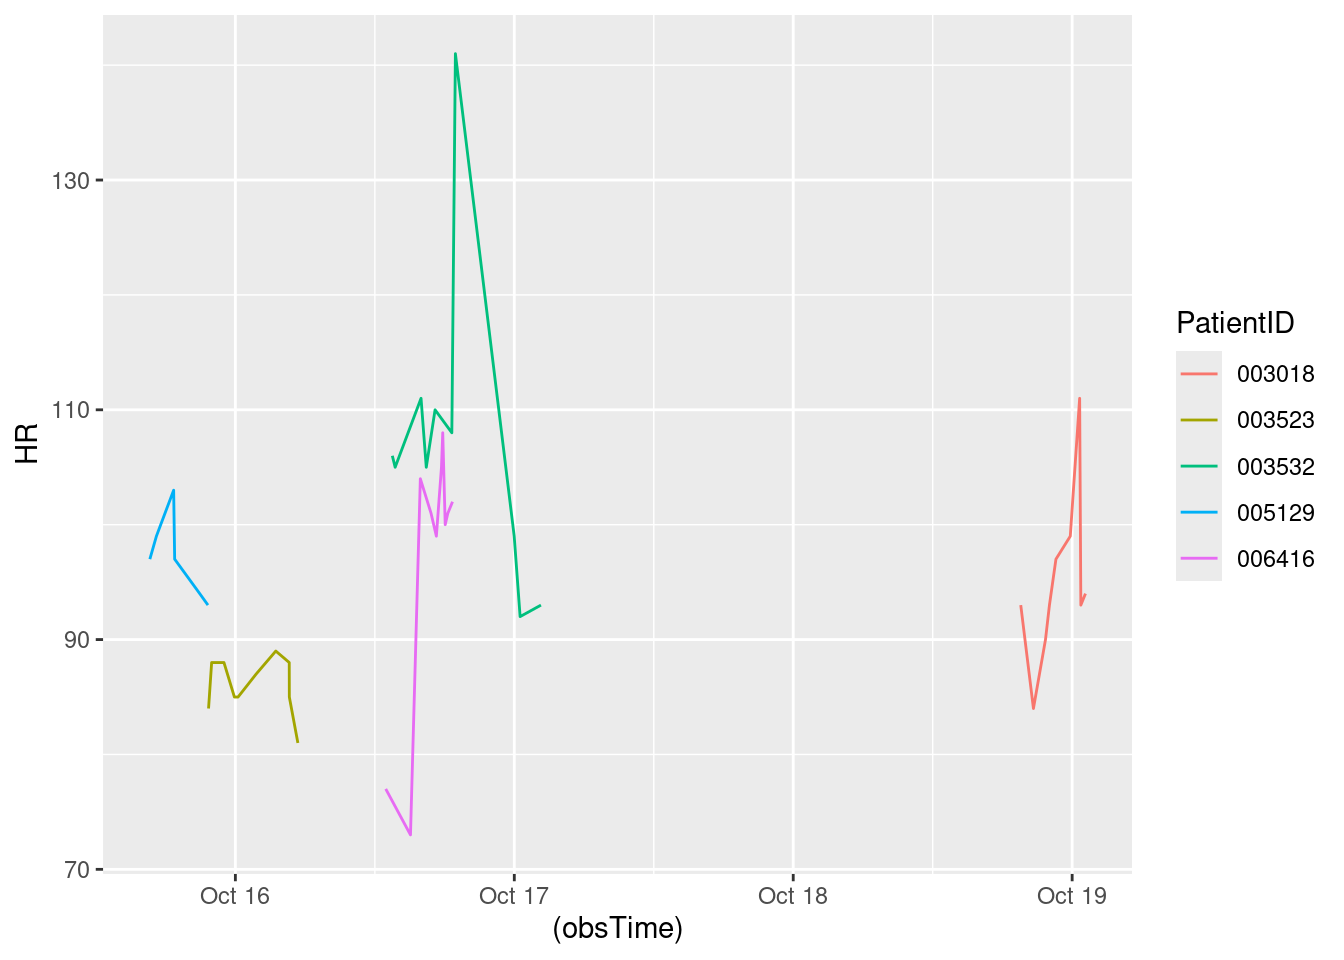 130
110
90
70
HR
Oct 16
Oct 17
Oct 18
Oct 19
(obsTime)
PatientID
003018
003523
003532
005129
006416